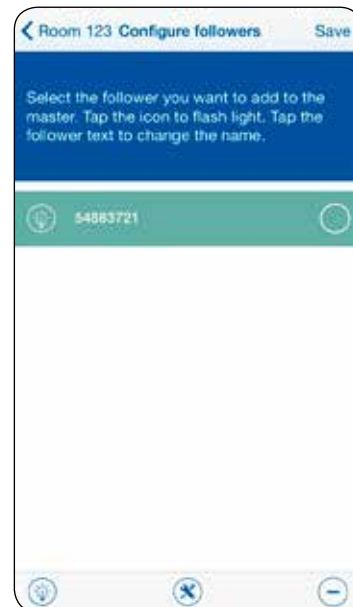 Room 123 Configure followers Save
Select the follower you want to add to the
master. Tap the icon to flash light. Tap the
follower text to change the name.
54883721